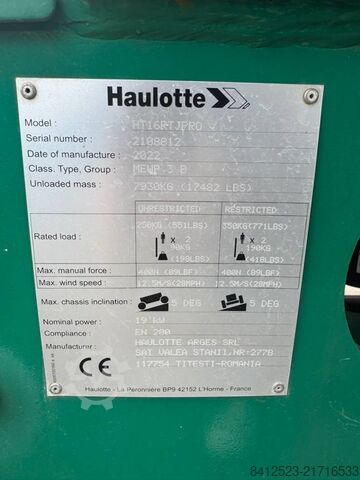 Haulotte
Model : HT16RTJPRO
Serial number : 2108812
Date of manufacture : 2022
Class. Type, Group : MEWP 3 B
Unloaded mass : 7930KG (17482 LBS)
UNRESTRICTED RESTRICTED
250KG (551LBS) 350KG(771LBS)
Rated load : X 2 X 2
90KG 190KG
(198LBS) (418LBS)
Max. manual force : 400N (89LBF) 400N (89LBF)
Max. wind speed : 12.5M/S(28MPH) 12.5M/S(28MPH)
Max. chassis inclination : 5 DEG 5 DEG
Nominal power : 19 kW
Compliance : EN 280
Manufacturer : HAULOTTE ARGES SRL
SAT VALEA STANII,NR:277B
CE 117754 TITESTI-ROMANIA
Haulotte - La Peronnière BP9 42152 L'Horme - France
8412523-21716533